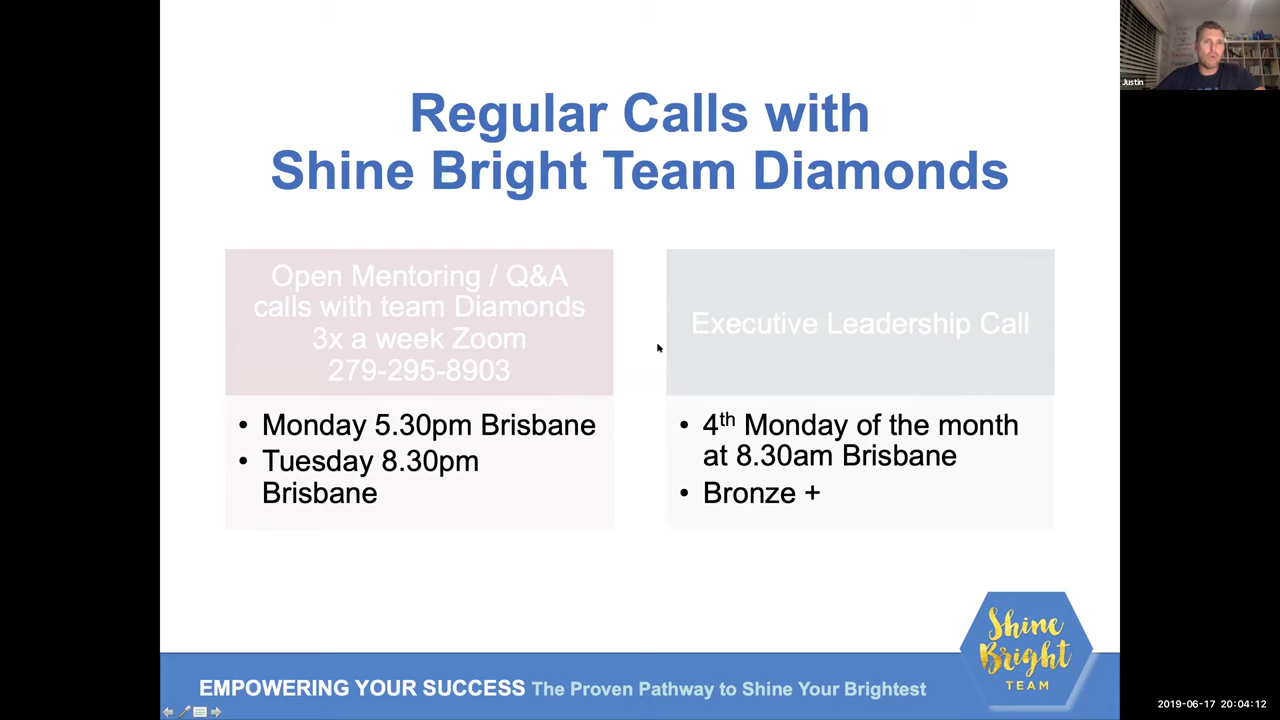 Justin
Regular Calls with
Shine Bright Team Diamonds
Open Mentoring / Q&A
calls with team Diamonds
3x a week Zoom
279-295-8903
• Monday 5.30pm Brisbane
• Tuesday 8.30pm
Brisbane
Executive Leadership Call
• 4th Monday of the month
at 8.30am Brisbane
• Bronze +
Shine
Bright
TEAM
EMPOWERING YOUR SUCCESS The Proven Pathway to Shine Your Brightest
2019-06-17 20:04:12